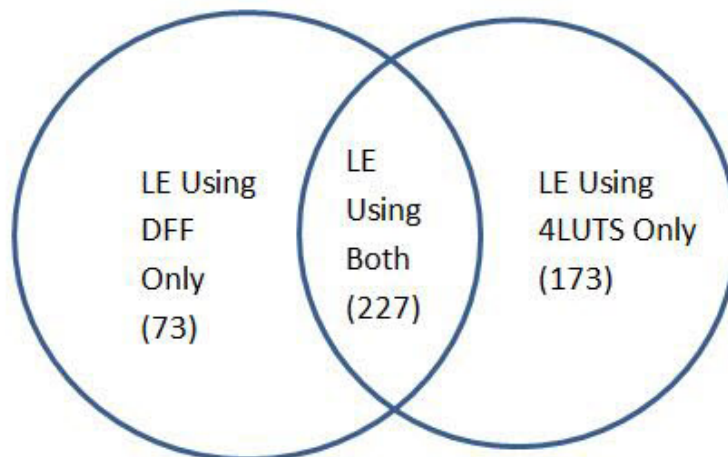 LE Using
DFF
Only
(73)
LE
Using
Both
(227)
LE Using
4LUTS Only
(173)